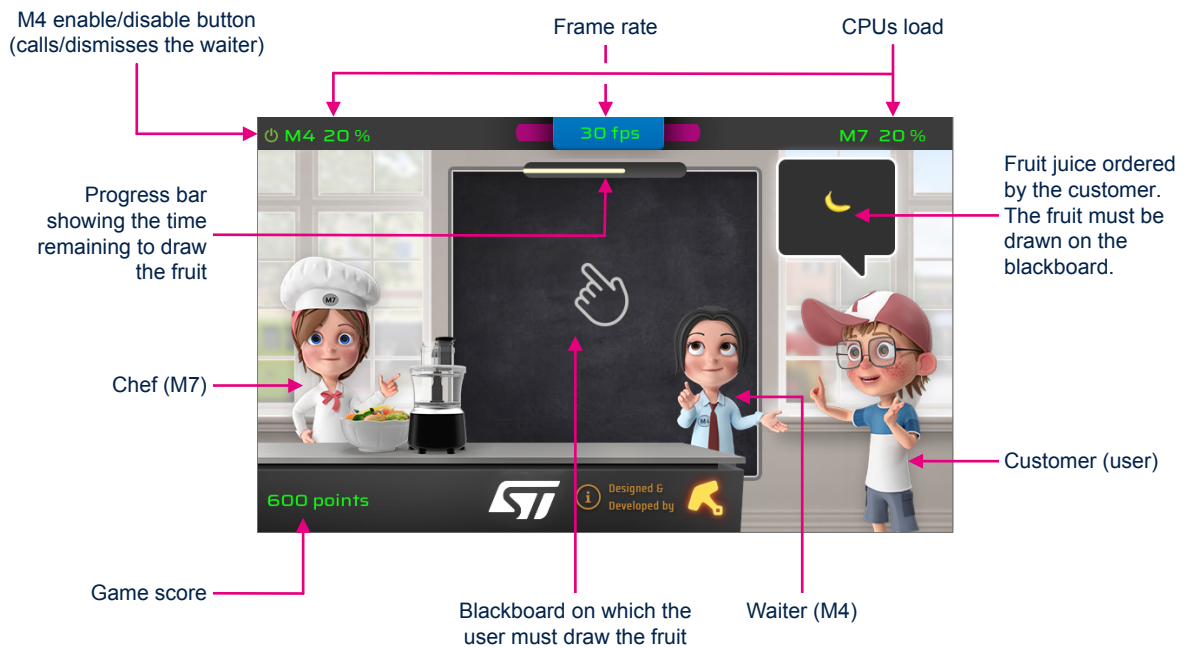 M4 enable/disable button
(calls/dismisses the waiter)
Frame rate
CPUs load
M4 20 %
30 fps
M7 20 %
Progress bar
showing the time
remaining to draw
the fruit
Fruit juice ordered
by the customer.
The fruit must be
drawn on the
blackboard.
M7
Chef (M7)
M4
Customer (user)
600 points
ST
i
Designed &
Developed by
Game score
Blackboard on which the
user must draw the fruit
Waiter (M4)